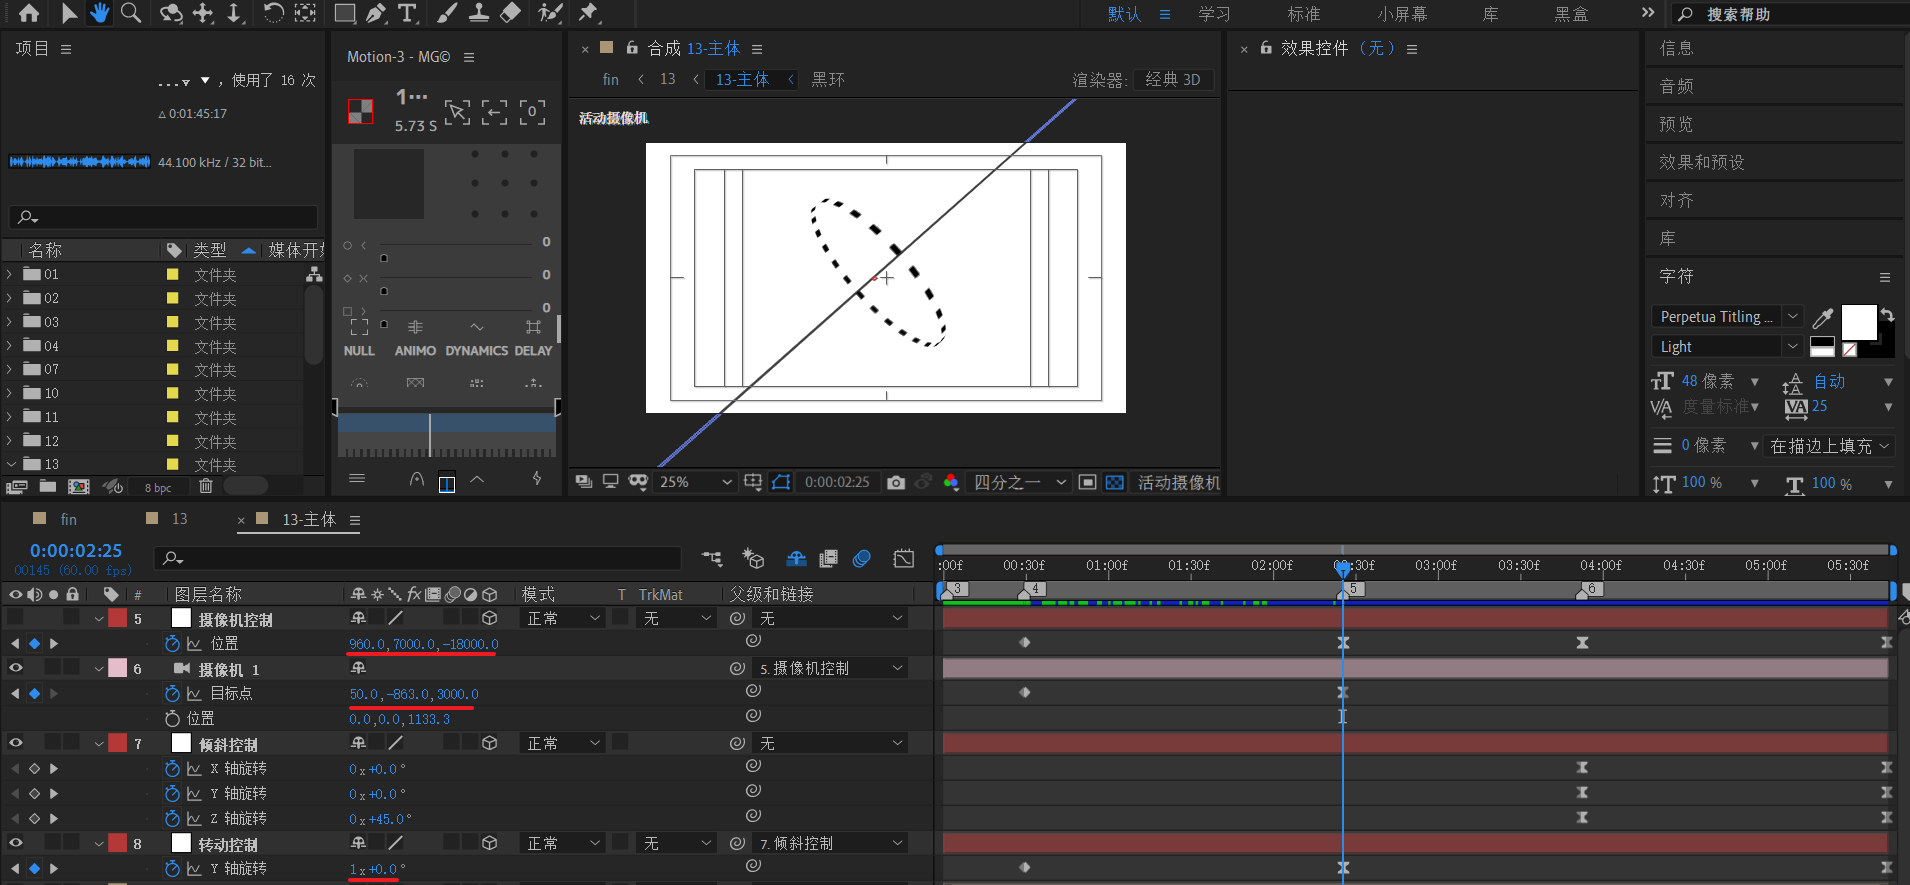 默认 学习 标准 小屏幕 库 黑盒 搜索帮助
项目
，使用了 16 次
△ 0:01:45:17
44.100 kHz / 32 bit...
名称 类型 媒体开始
01 文件夹
02 文件夹
03 文件夹
04 文件夹
07 文件夹
10 文件夹
11 文件夹
12 文件夹
13 文件夹
8 bpc
Motion-3 - MG©
1···
5.73 S
0
0
0
0
NULL ANIMO DYNAMICS DELAY
合成 13-主体
fin 13 13-主体 黑环
渲染器: 经典 3D
活动摄像机
25% 0:00:02:25 四分之一 活动摄像机
效果控件 （无）
信息
音频
预览
效果和预设
对齐
库
字符
Perpetua Titling ...
Light
48 像素 自动
度量标准 25
0 像素 在描边上填充
100 % 100 %
fin 13 13-主体
0:00:02:25
00145 (60.00 fps)
# 图层名称 模式 T TrkMat 父级和链接
:00f 00:30f 01:00f 01:30f 02:00f 02:30f 03:00f 03:30f 04:00f 04:30f 05:00f 05:30f
3 4 5 6
5 摄像机控制 正常 无 无
位置 960.0,7000.0,-18000.0
6 摄像机 1 5. 摄像机控制
目标点 50.0,-863.0,3000.0
位置 0.0,0.0,1133.3
7 倾斜控制 正常 无
X 轴旋转 0x+0.0°
Y 轴旋转 0x+0.0°
Z 轴旋转 0x+45.0°
8 转动控制 正常 无 7. 倾斜控制
Y 轴旋转 1x+0.0°